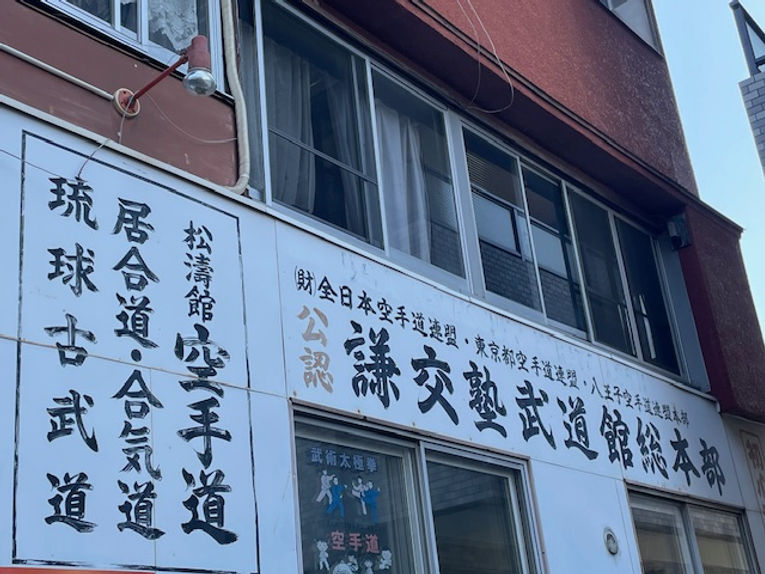 松濤館 空手道
居合道・合気道
琉球古武道
(財)全日本空手道連盟・東京都空手道連盟・八王子空手道連盟本部
公認
謙交塾武道館総本部
武術太極拳
空手道